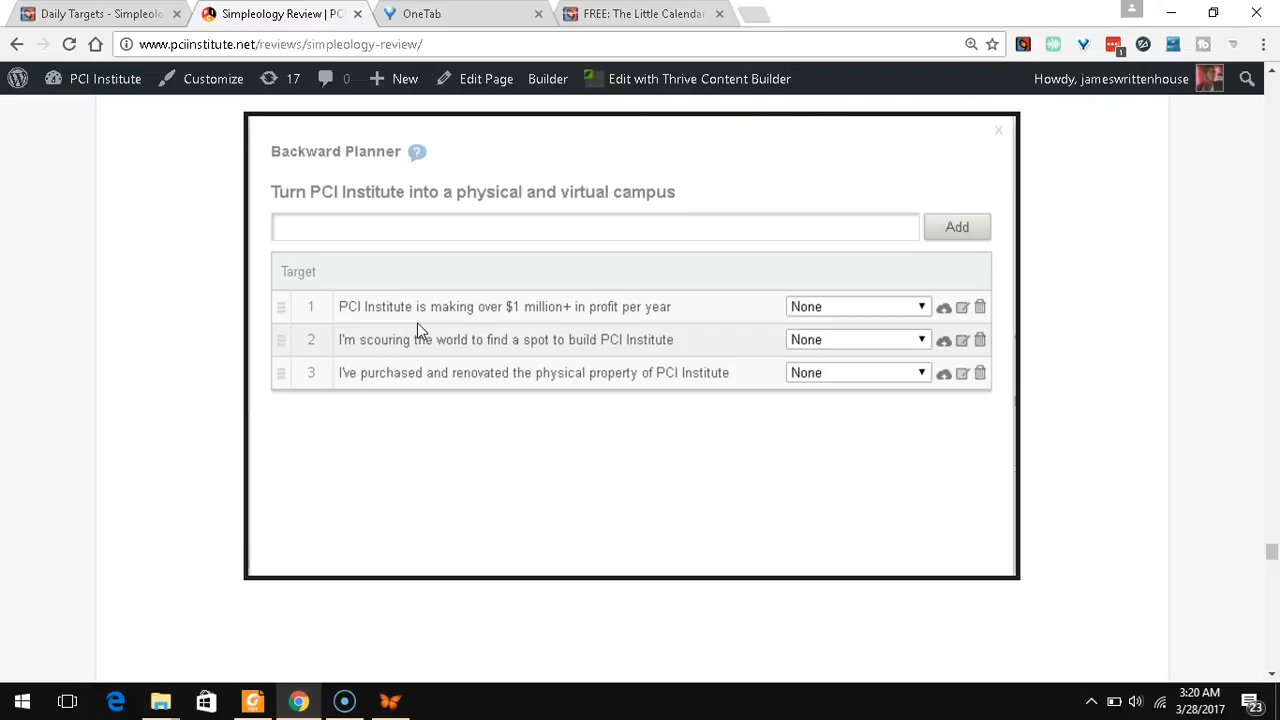 Daily Targets - Simpleolo
Simpleology Review | PC
OneTab
FREE: The Little Calenda
www.pciinstitute.net/reviews/simpleology-review/
1
PCI Institute Customize 17 0 New Edit Page Builder Edit with Thrive Content Builder Howdy, jameswrittenhouse
x
Backward Planner ?
Turn PCI Institute into a physical and virtual campus
Add
Target
1 PCI Institute is making over $1 million+ in profit per year None
2 I'm scouring the world to find a spot to build PCI Institute None
3 I've purchased and renovated the physical property of PCI Institute None
3:20 AM
3/28/2017
23